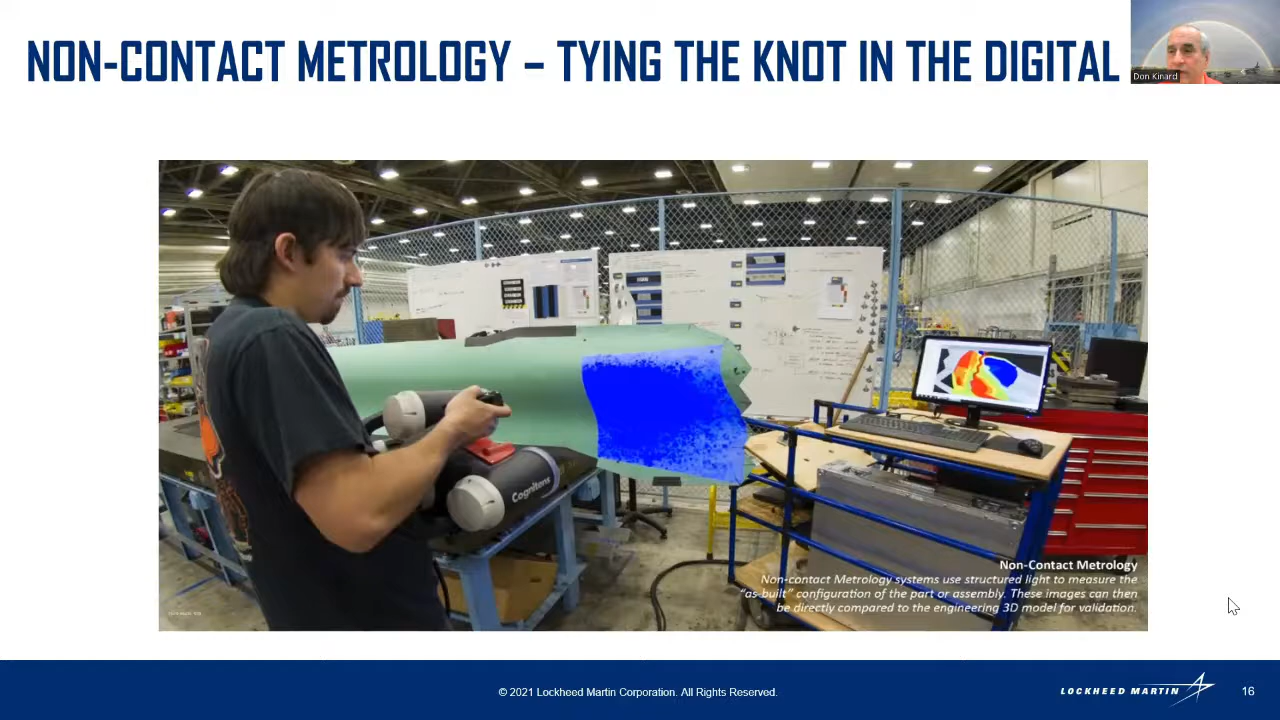 NON-CONTACT METROLOGY – TYING THE KNOT IN THE DIGITAL
Don Kinard
Cognitens
Non-Contact Metrology
Non-contact Metrology systems use structured light to measure the
"as-built" configuration of the part or assembly. These images can then
be directly compared to the engineering 3D model for validation.
© 2021 Lockheed Martin Corporation. All Rights Reserved.
LOCKHEED MARTIN
16